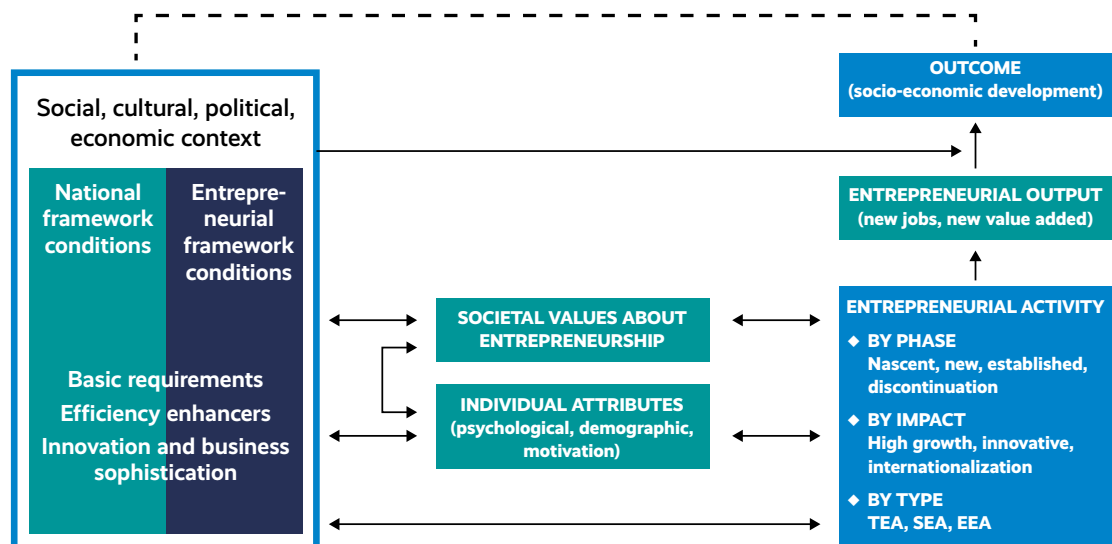 Social, cultural, political,
economic context
National
framework
conditions
Entrepre-
neurial
framework
conditions
Basic requirements
Efficiency enhancers
Innovation and business
sophistication
SOCIETAL VALUES ABOUT
ENTREPRENEURSHIP
INDIVIDUAL ATTRIBUTES
(psychological, demographic,
motivation)
OUTCOME
(socio-economic development)
ENTREPRENEURIAL OUTPUT
(new jobs, new value added)
ENTREPRENEURIAL ACTIVITY
◆ BY PHASE
Nascent, new, established,
discontinuation
◆ BY IMPACT
High growth, innovative,
internationalization
◆ BY TYPE
TEA, SEA, EEA